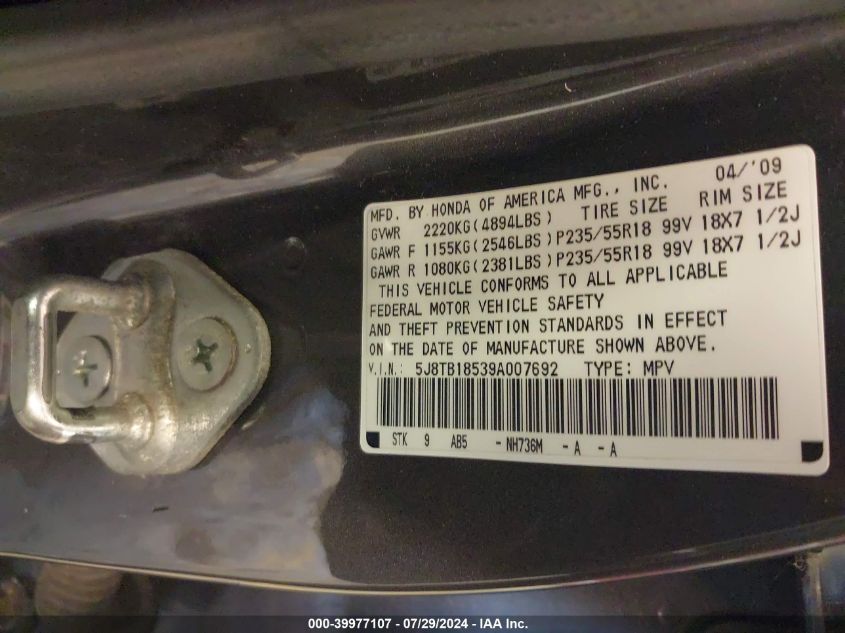 MFD. BY HONDA OF AMERICA MFG., INC. 04/'09
GVWR 2220KG(4894LBS) TIRE SIZE RIM SIZE
GAWR F 1155KG(2546LBS)P235/55R18 99V 18X7 1/2J
GAWR R 1080KG(2381LBS)P235/55R18 99V 18X7 1/2J
THIS VEHICLE CONFORMS TO ALL APPLICABLE
FEDERAL MOTOR VEHICLE SAFETY
AND THEFT PREVENTION STANDARDS IN EFFECT
ON THE DATE OF MANUFACTURE SHOWN ABOVE.
V.I.N.: 5J8TB18539A007692 TYPE: MPV
STK 9 AB5 -NH736M -A -A
000-39977107 - 07/29/2024 - IAA Inc.